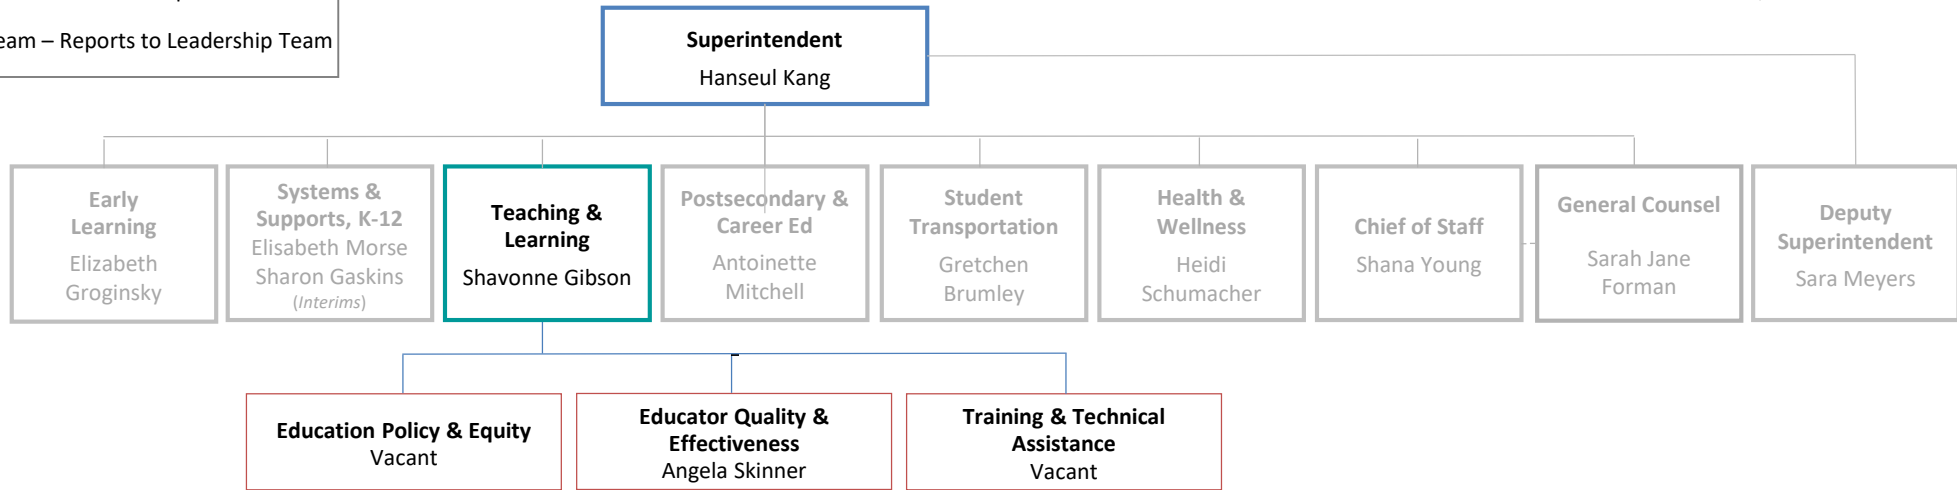 eam – Reports to Leadership Team
Superintendent
Hanseul Kang
Early
Learning
Elizabeth
Groginsky
Systems &
Supports, K-12
Elisabeth Morse
Sharon Gaskins
(Interims)
Teaching &
Learning
Shavonne Gibson
Postsecondary &
Career Ed
Antoinette
Mitchell
Student
Transportation
Gretchen
Brumley
Health &
Wellness
Heidi
Schumacher
Chief of Staff
Shana Young
General Counsel
Sarah Jane
Forman
Deputy
Superintendent
Sara Meyers
Education Policy & Equity
Vacant
Educator Quality &
Effectiveness
Angela Skinner
Training & Technical
Assistance
Vacant